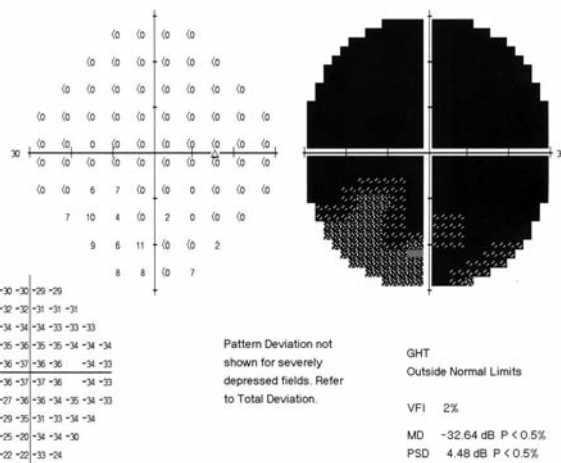 (0 (0 (0 (0
(0 (0 (0 (0 (0 (0
(0 (0 (0 (0 (0 (0 (0 (0
(0 (0 (0 (0 (0 (0 (0 (0 (0 (0
30 (0 (0 0 (0 (0 (0 (0 (0 (0 (0
(0 (0 (0 (0 (0 (0 (0 (0 (0 (0
(0 (0 6 7 (0 (0 0 (0 (0
7 10 4 (0 2 0 (0 (0
9 6 11 (0 (0 2
8 8 (0 7
-30 -30 -29 -29
-32 -32 -31 -31 -31
-34 -34 -34 -33 -33 -33
-35 -36 -35 -36 -34 -34 -34
-36 -37 -36 -36 -34 -33
-36 -37 -37 -36 -34 -33
-27 -36 -36 -34 -35 -34 -33
-29 -35 -31 -33 -34 -34
-25 -20 -34 -34 -30
-22 -22 -33 -24
Pattern Deviation not
shown for severely
depressed fields. Refer
to Total Deviation.
GHT
Outside Normal Limits
VFI 2%
MD -32.64 dB P < 0.5%
PSD 4.48 dB P < 0.5%